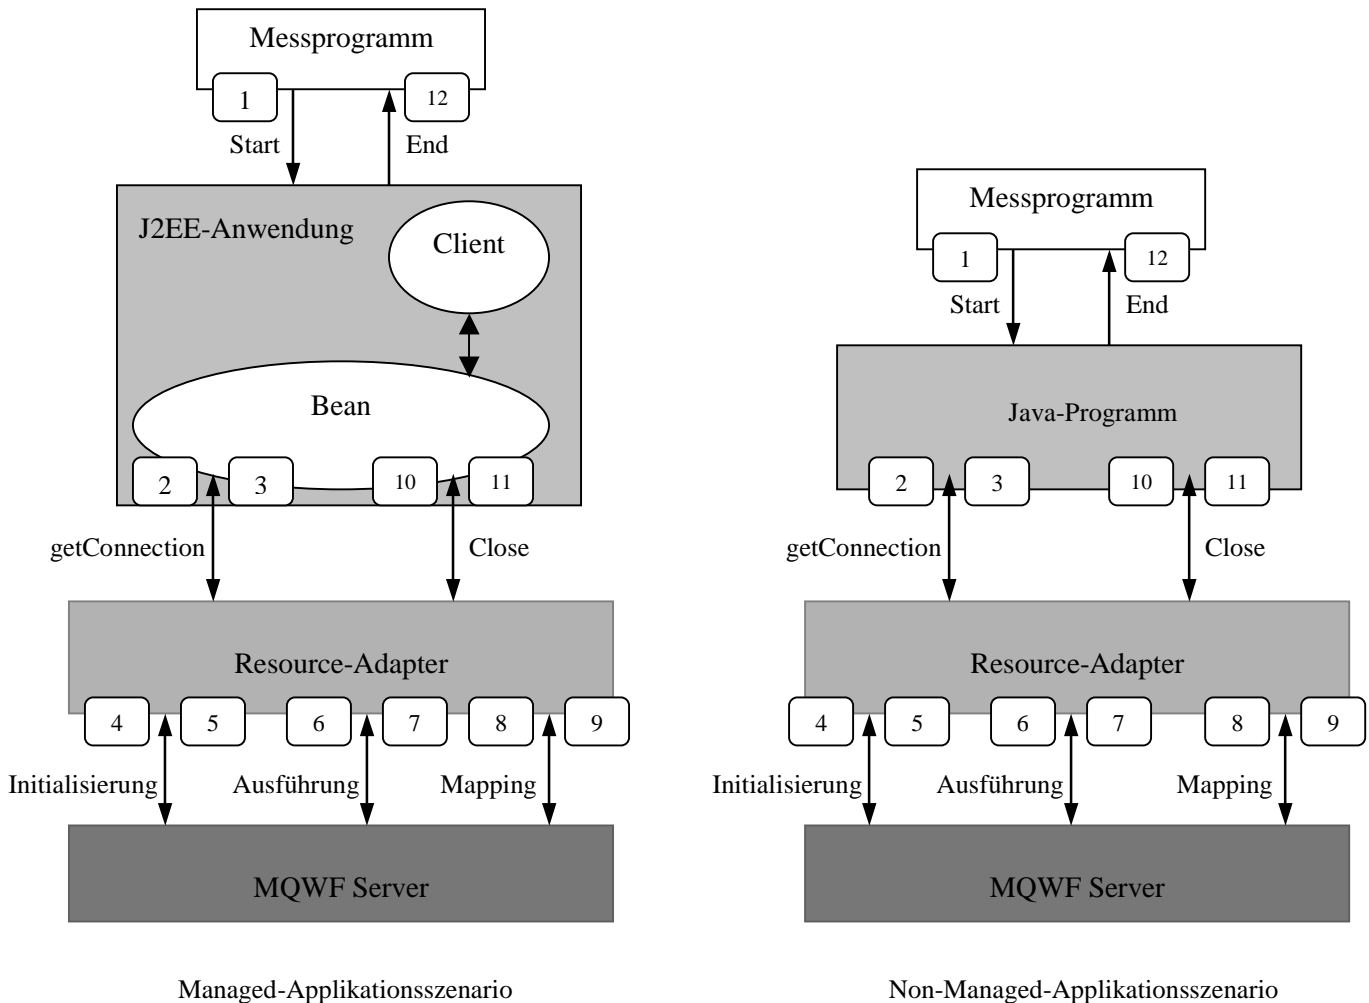 Messprogramm
1
12
Start
End
J2EE-Anwendung
Client
Bean
2
3
10
11
getConnection
Close
Resource-Adapter
4
5
6
7
8
9
Initialisierung
Ausführung
Mapping
MQWF Server
Managed-Applikationsszenario
Messprogramm
1
12
Start
End
Java-Programm
2
3
10
11
getConnection
Close
Resource-Adapter
4
5
6
7
8
9
Initialisierung
Ausführung
Mapping
MQWF Server
Non-Managed-Applikationsszenario